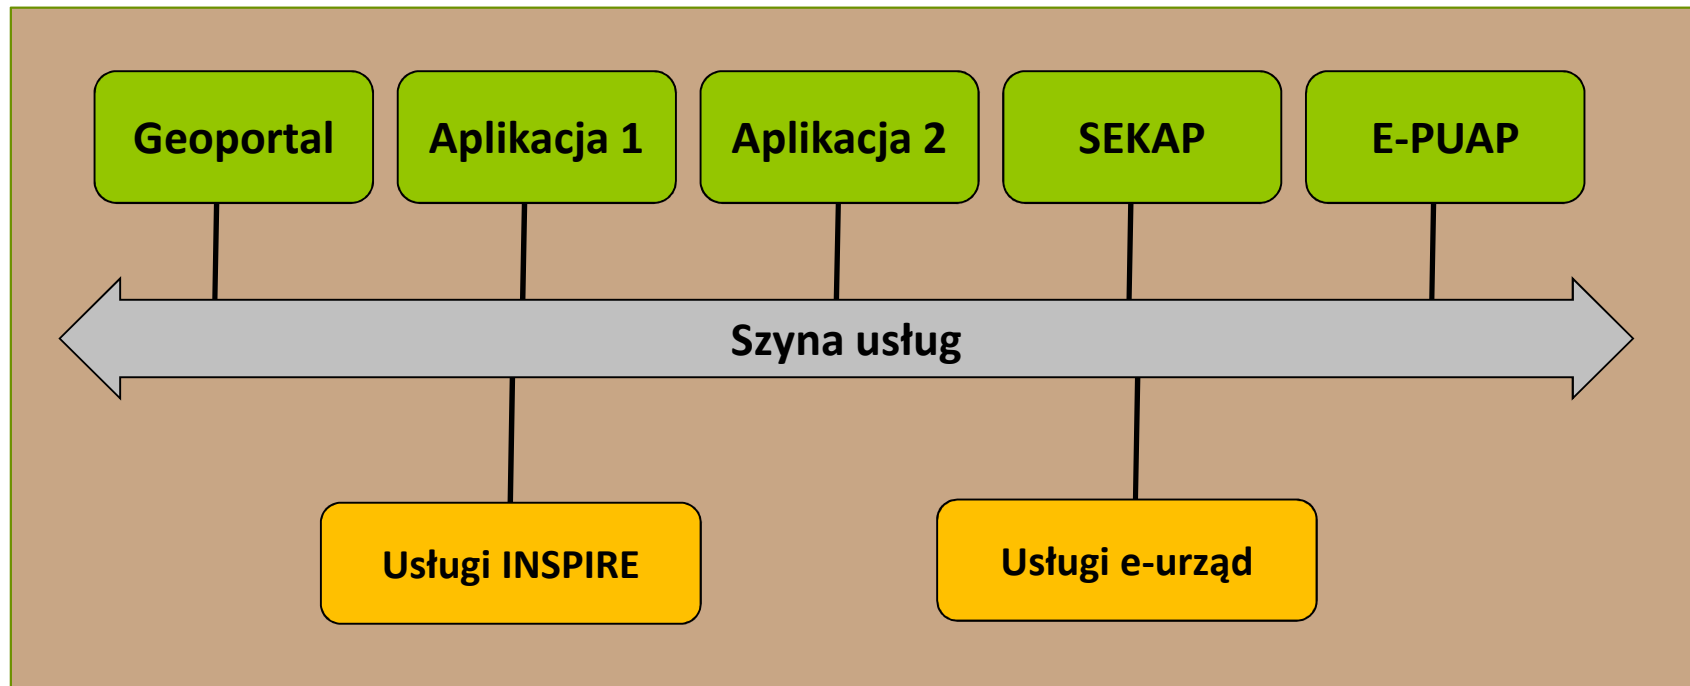 Geoportal
Aplikacja 1
Aplikacja 2
SEKAP
E-PUAP
Szyna usług
Usługi INSPIRE
Usługi e-urząd